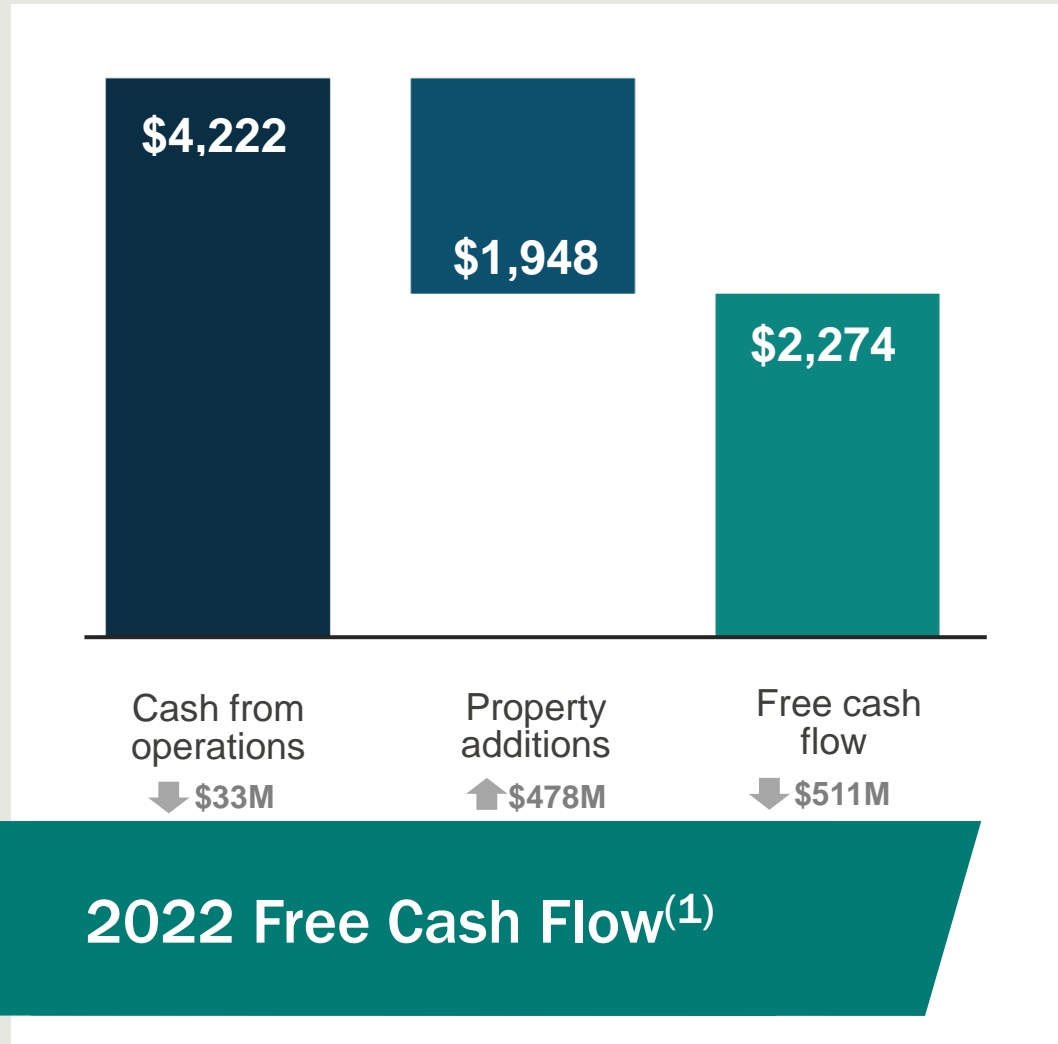 $4,222
$1,948
$2,274
Cash from
operations
$33M
Property
additions
$478M
Free cash
flow
$511M
2022 Free Cash Flow(1)